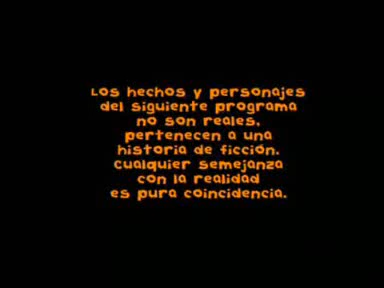 Los hechos y personajes
del siguiente programa
no son reales,
pertenecen a una
historia de ficción.
cualquier semejanza
con la realidad
es pura coincidencia.